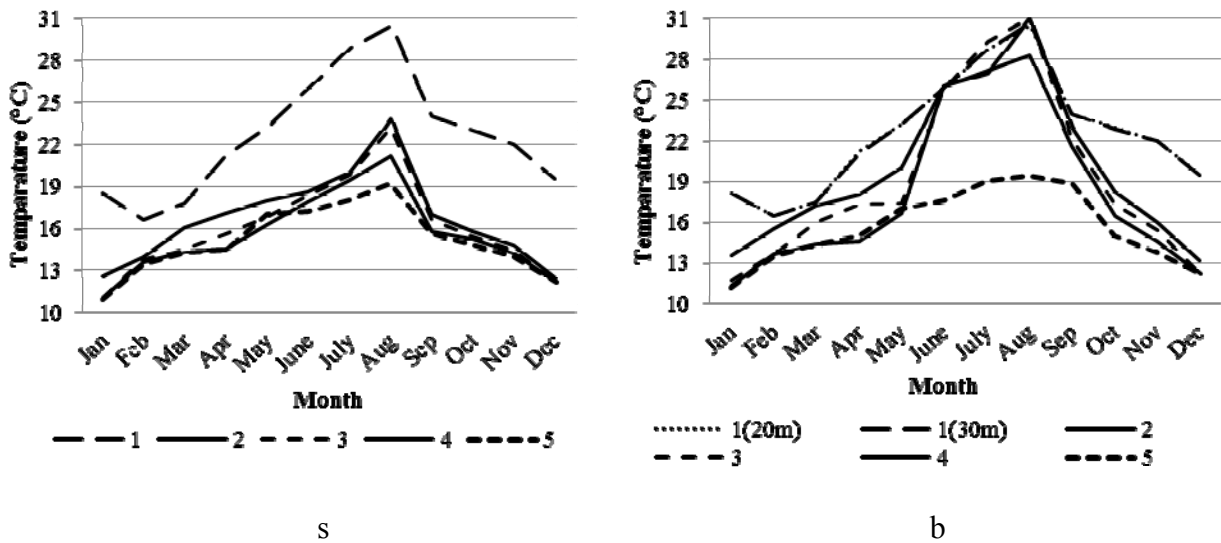 Temparature (°C)
31
28
25
22
19
16
13
10
Jan Feb Mar Apr May June July Aug Sep Oct Nov Dec
Month
1 2 3 4 5
s
Temparature (°C)
31
28
25
22
19
16
13
10
Jan Feb Mar Apr May June July Aug Sep Oct Nov Dec
Month
1(20m) 1(30m) 2
3 4 5
b